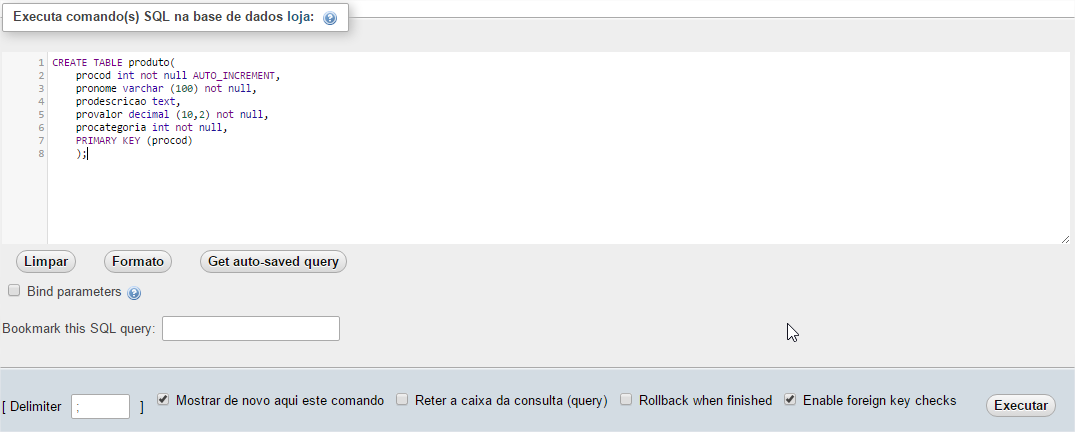 Executa comando(s) SQL na base de dados loja:
1 CREATE TABLE produto(
2 procod int not null AUTO_INCREMENT,
3 pronome varchar (100) not null,
4 prodescricao text,
5 provalor decimal (10,2) not null,
6 procategoria int not null,
7 PRIMARY KEY (procod)
8 );
Limpar Formato Get auto-saved query
Bind parameters
Bookmark this SQL query:
[ Delimiter ; ] Mostrar de novo aqui este comando Reter a caixa da consulta (query) Rollback when finished Enable foreign key checks Executar